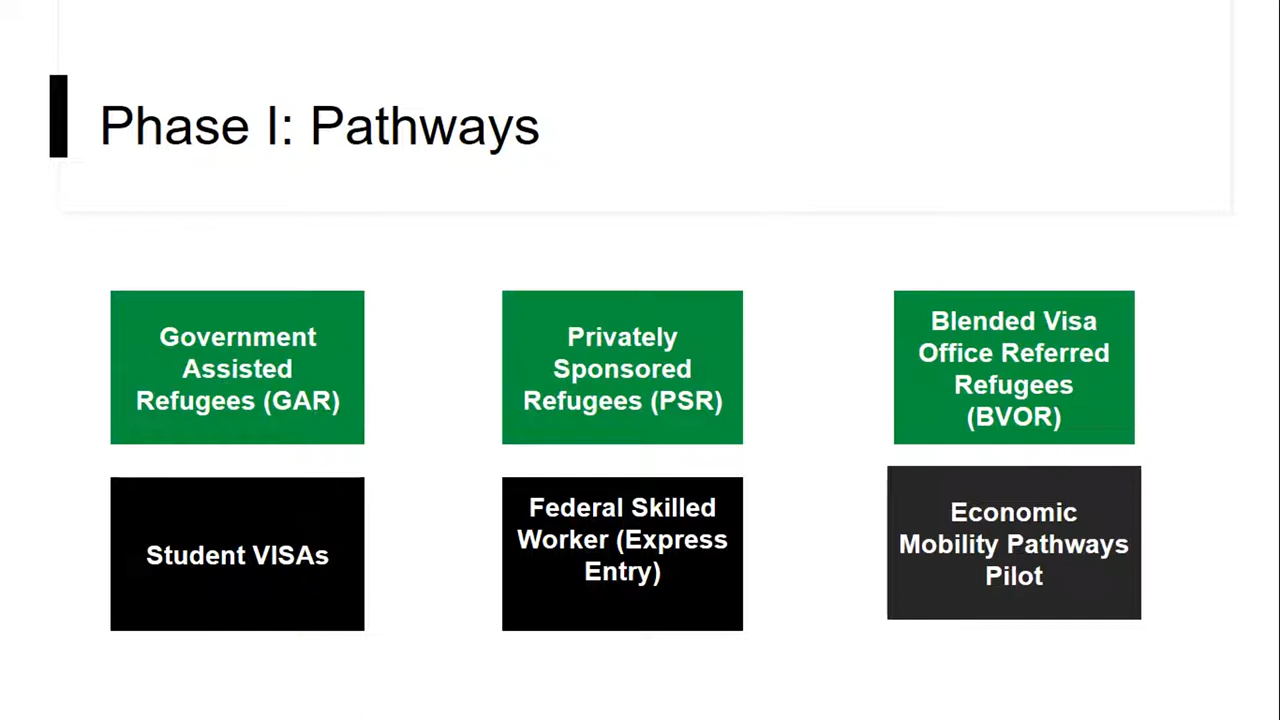 Phase I: Pathways
Government
Assisted
Refugees (GAR)
Privately
Sponsored
Refugees (PSR)
Blended Visa
Office Referred
Refugees
(BVOR)
Student VISAs
Federal Skilled
Worker (Express
Entry)
Economic
Mobility Pathways
Pilot